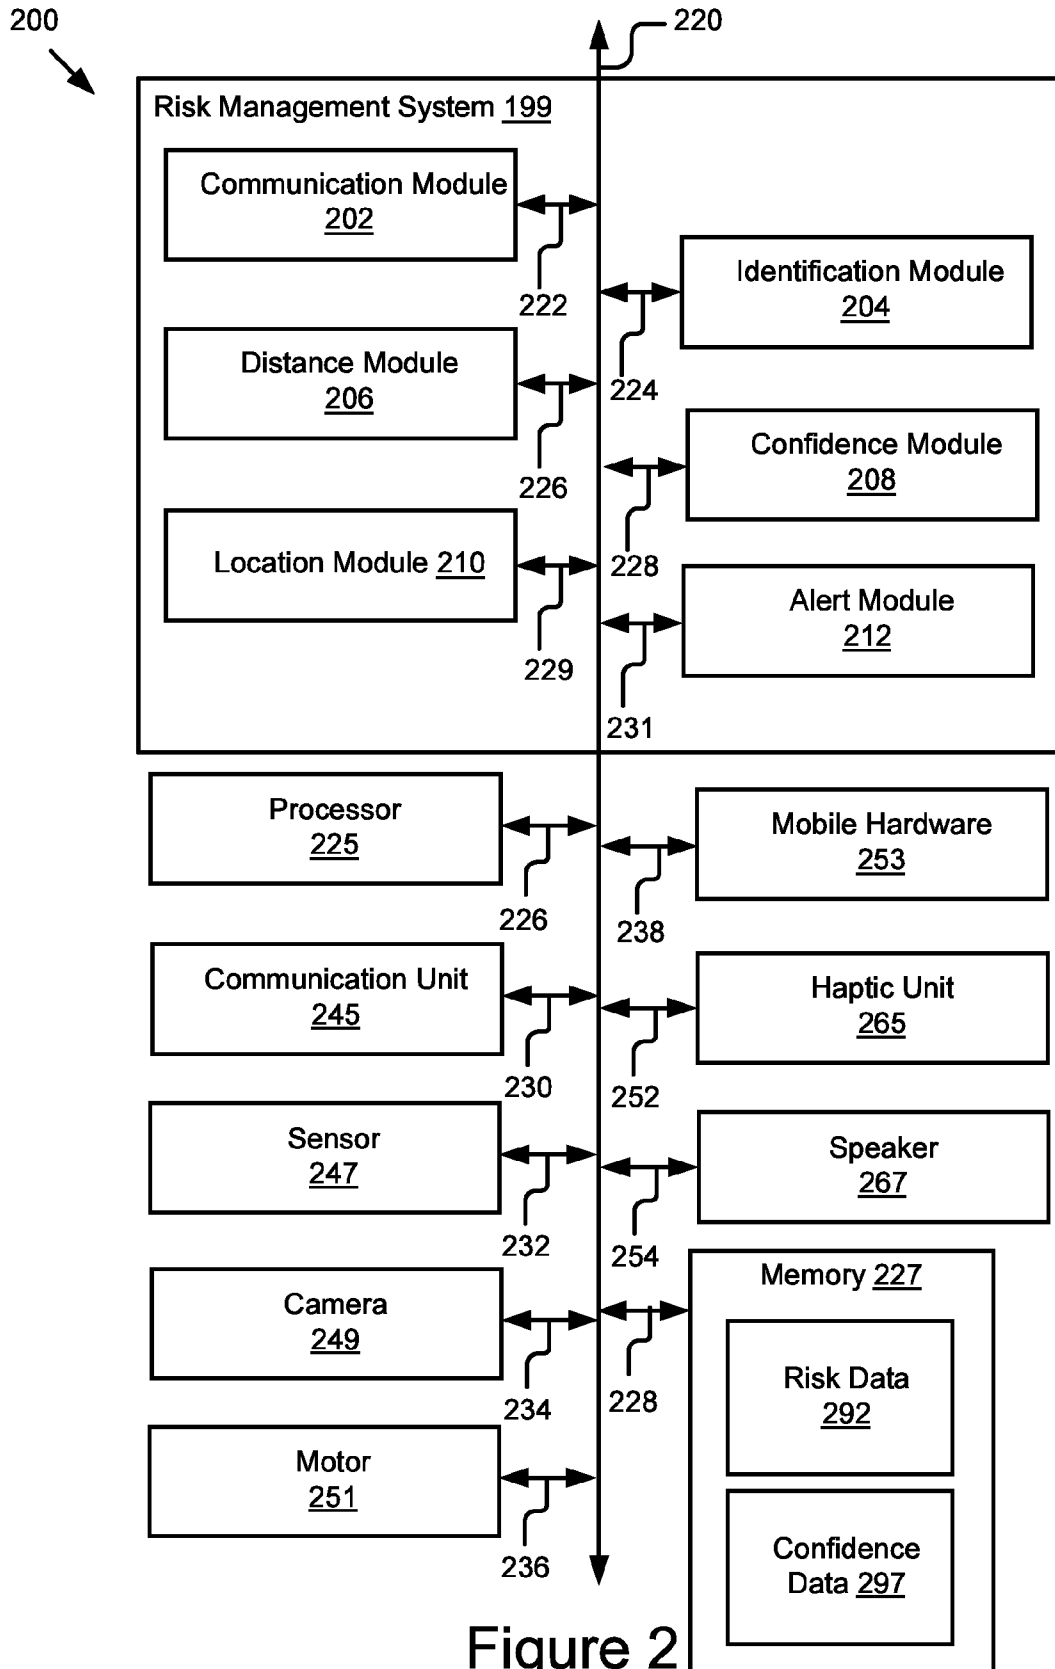 200
220
Risk Management System 199
Communication Module
202
222
Identification Module
204
224
Distance Module
206
226
Confidence Module
208
228
Location Module 210
229
Alert Module
212
231
Processor
225
226
Mobile Hardware
253
238
Communication Unit
245
230
Haptic Unit
265
252
Sensor
247
232
Speaker
267
254
Camera
249
234
Memory 227
228
Risk Data
292
Motor
251
236
Confidence
Data 297
Figure 2